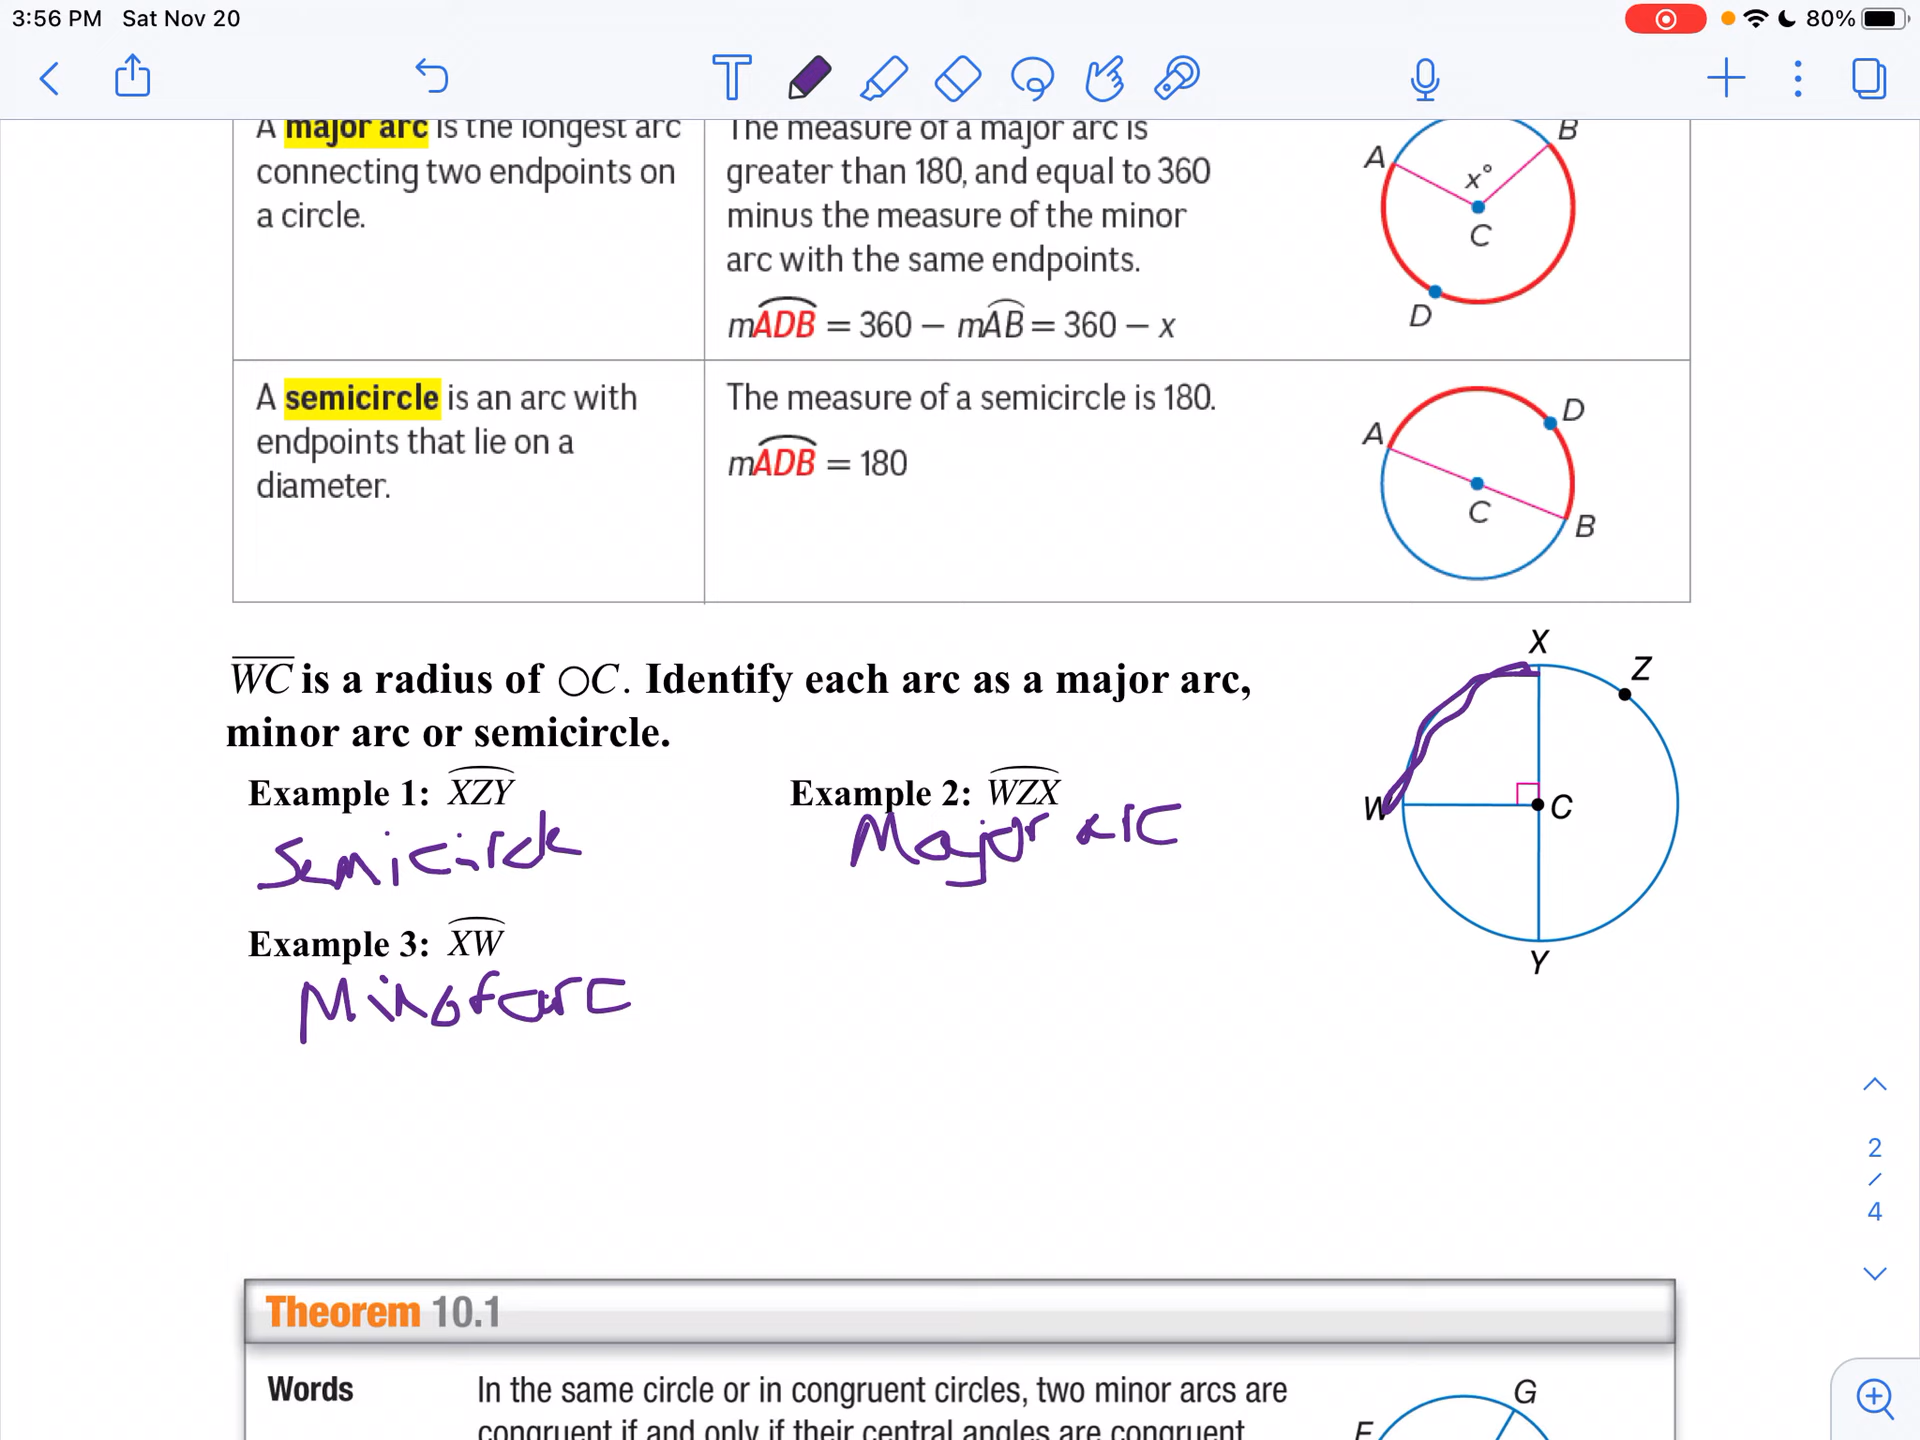 3:56 PM Sat Nov 20
80%
A major arc is the longest arc
connecting two endpoints on
a circle.
The measure of a major arc is
greater than 180, and equal to 360
minus the measure of the minor
arc with the same endpoints.
mADB = 360 − mAB = 360 − x
A
B
x°
C
D
A semicircle is an arc with
endpoints that lie on a
diameter.
The measure of a semicircle is 180.
mADB = 180
A
D
C
B
WC is a radius of ○C. Identify each arc as a major arc,
minor arc or semicircle.
Example 1: XZY
Semicircle
Example 2: WZX
Major arc
Example 3: XW
Minor arc
X
Z
W
C
Y
2
/
4
Theorem 10.1
Words
In the same circle or in congruent circles, two minor arcs are
congruent if and only if their central angles are congruent
G
F